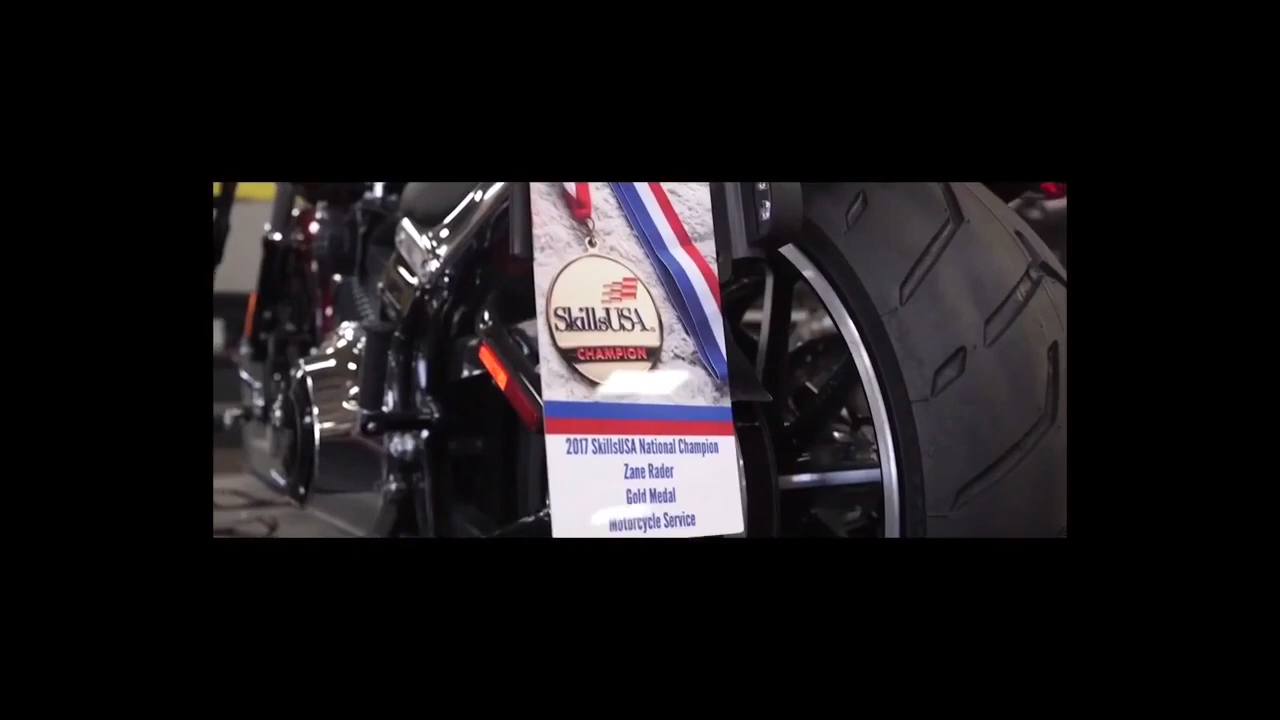 SkillsUSA
CHAMPION
2017 SkillsUSA National Champion
Zane Rader
Gold Medal
Motorcycle Service